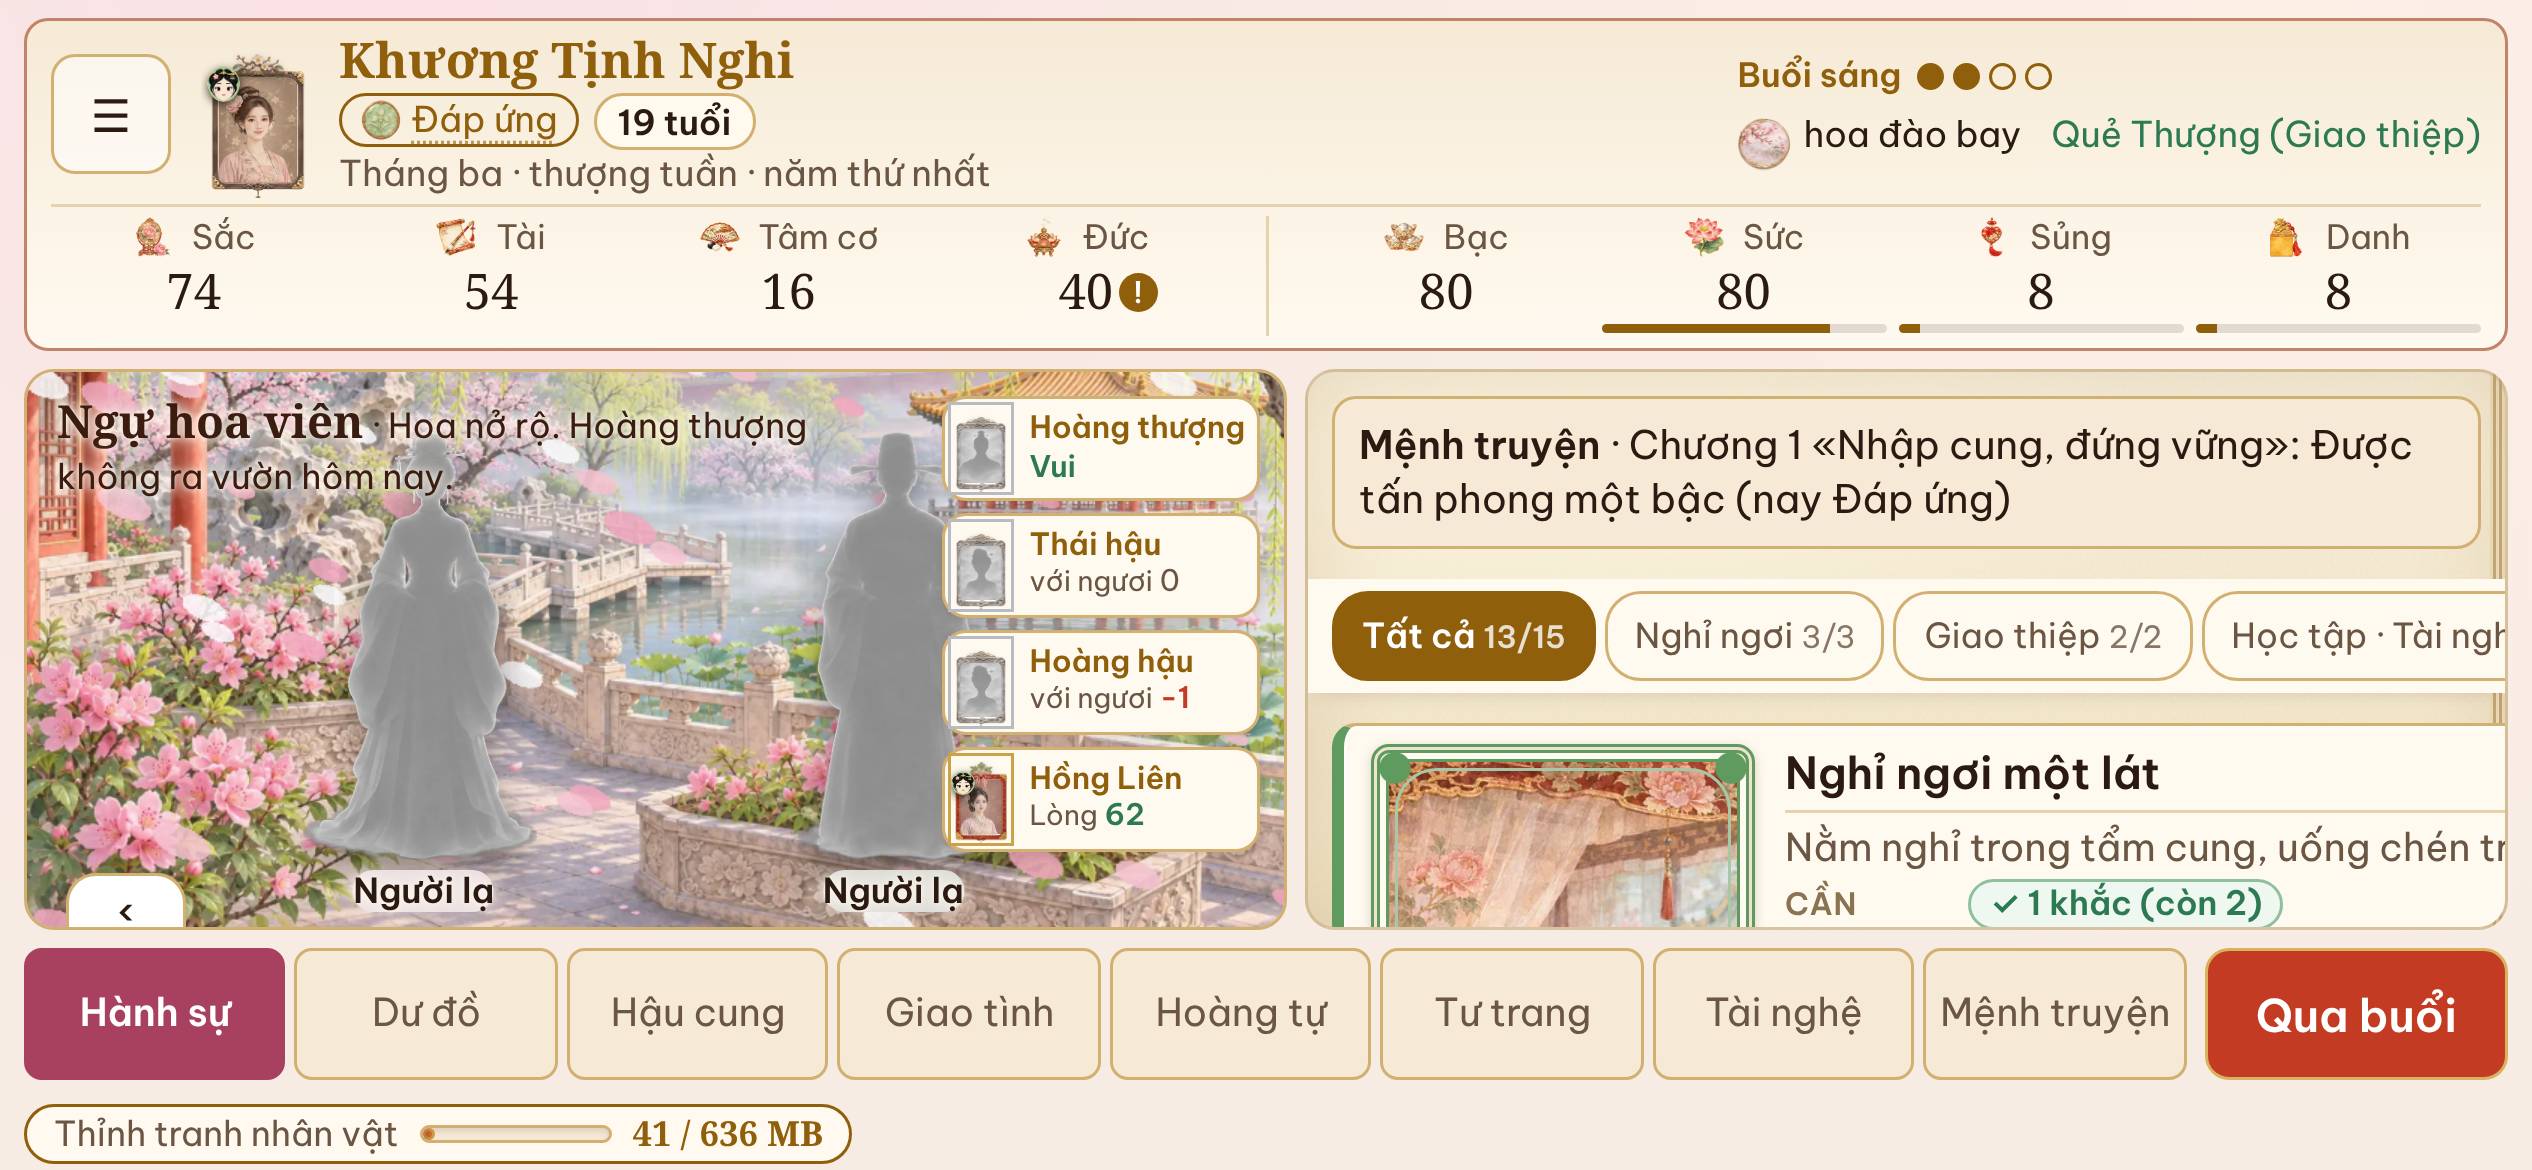 ☰
Khương Tịnh Nghi
Đáp ứng
19 tuổi
Tháng ba · thượng tuần · năm thứ nhất
Buổi sáng
hoa đào bay
Quẻ Thượng (Giao thiệp)
Sắc
Tài
Tâm cơ
Đức
Bạc
Sức
Sủng
Danh
74
54
16
40 !
80
80
8
8
Ngự hoa viên · Hoa nở rộ. Hoàng thượng
không ra vườn hôm nay.
Hoàng thượng
Vui
Thái hậu
với ngươi 0
Hoàng hậu
với ngươi -1
Hồng Liên
Lòng 62
Người lạ
Người lạ
‹
Mệnh truyện · Chương 1 «Nhập cung, đứng vững»: Được
tấn phong một bậc (nay Đáp ứng)
Tất cả 13/15
Nghỉ ngơi 3/3
Giao thiệp 2/2
Học tập · Tài ngh
Nghỉ ngơi một lát
Nằm nghỉ trong tẩm cung, uống chén tr
CẦN
✓ 1 khắc (còn 2)
Hành sự
Dư đồ
Hậu cung
Giao tình
Hoàng tự
Tư trang
Tài nghệ
Mệnh truyện
Qua buổi
Thỉnh tranh nhân vật
41 / 636 MB